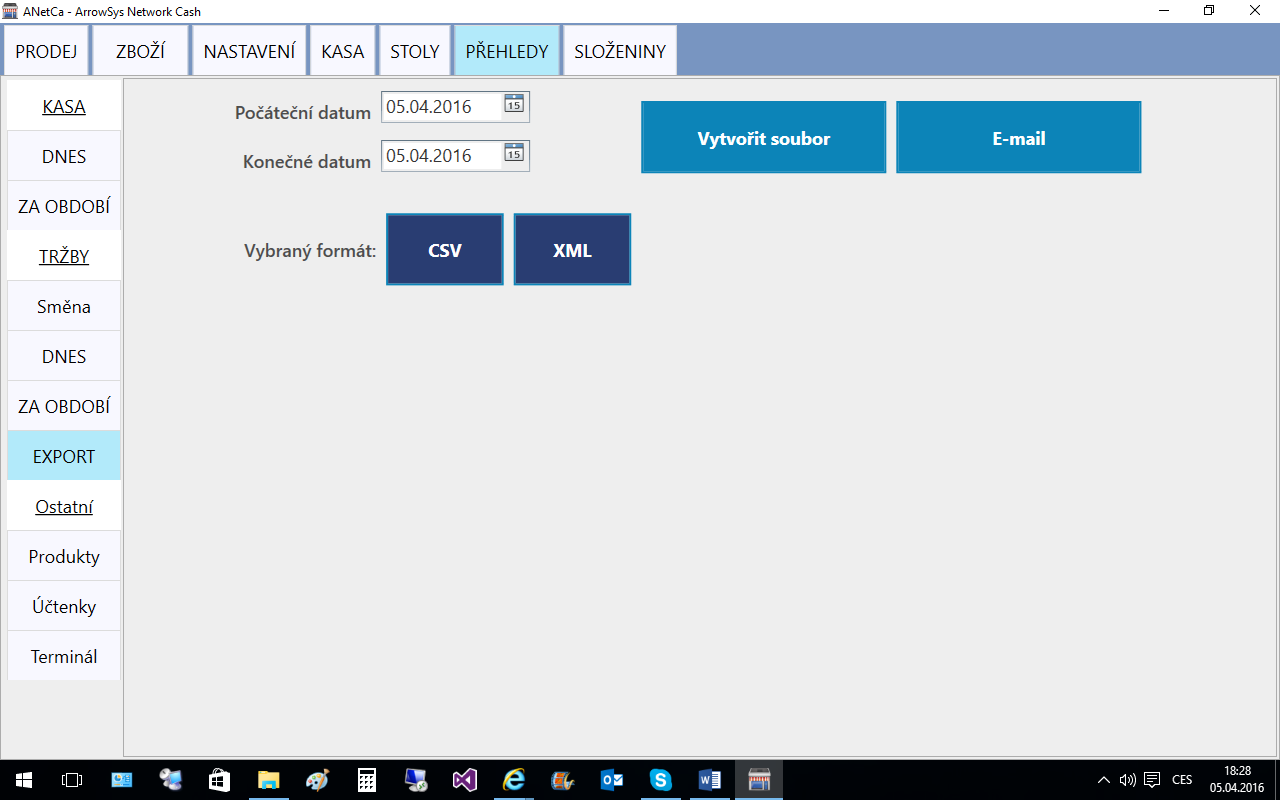 ANetCa - ArrowSys Network Cash
PRODEJ ZBOŽÍ NASTAVENÍ KASA STOLY PŘEHLEDY SLOŽENINY
KASA
DNES
ZA OBDOBÍ
TRŽBY
Směna
DNES
ZA OBDOBÍ
EXPORT
Ostatní
Produkty
Účtenky
Terminál
Počáteční datum 05.04.2016 15
Konečné datum 05.04.2016 15
Vytvořit soubor E-mail
Vybraný formát: CSV XML
CES 18:28
05.04.2016